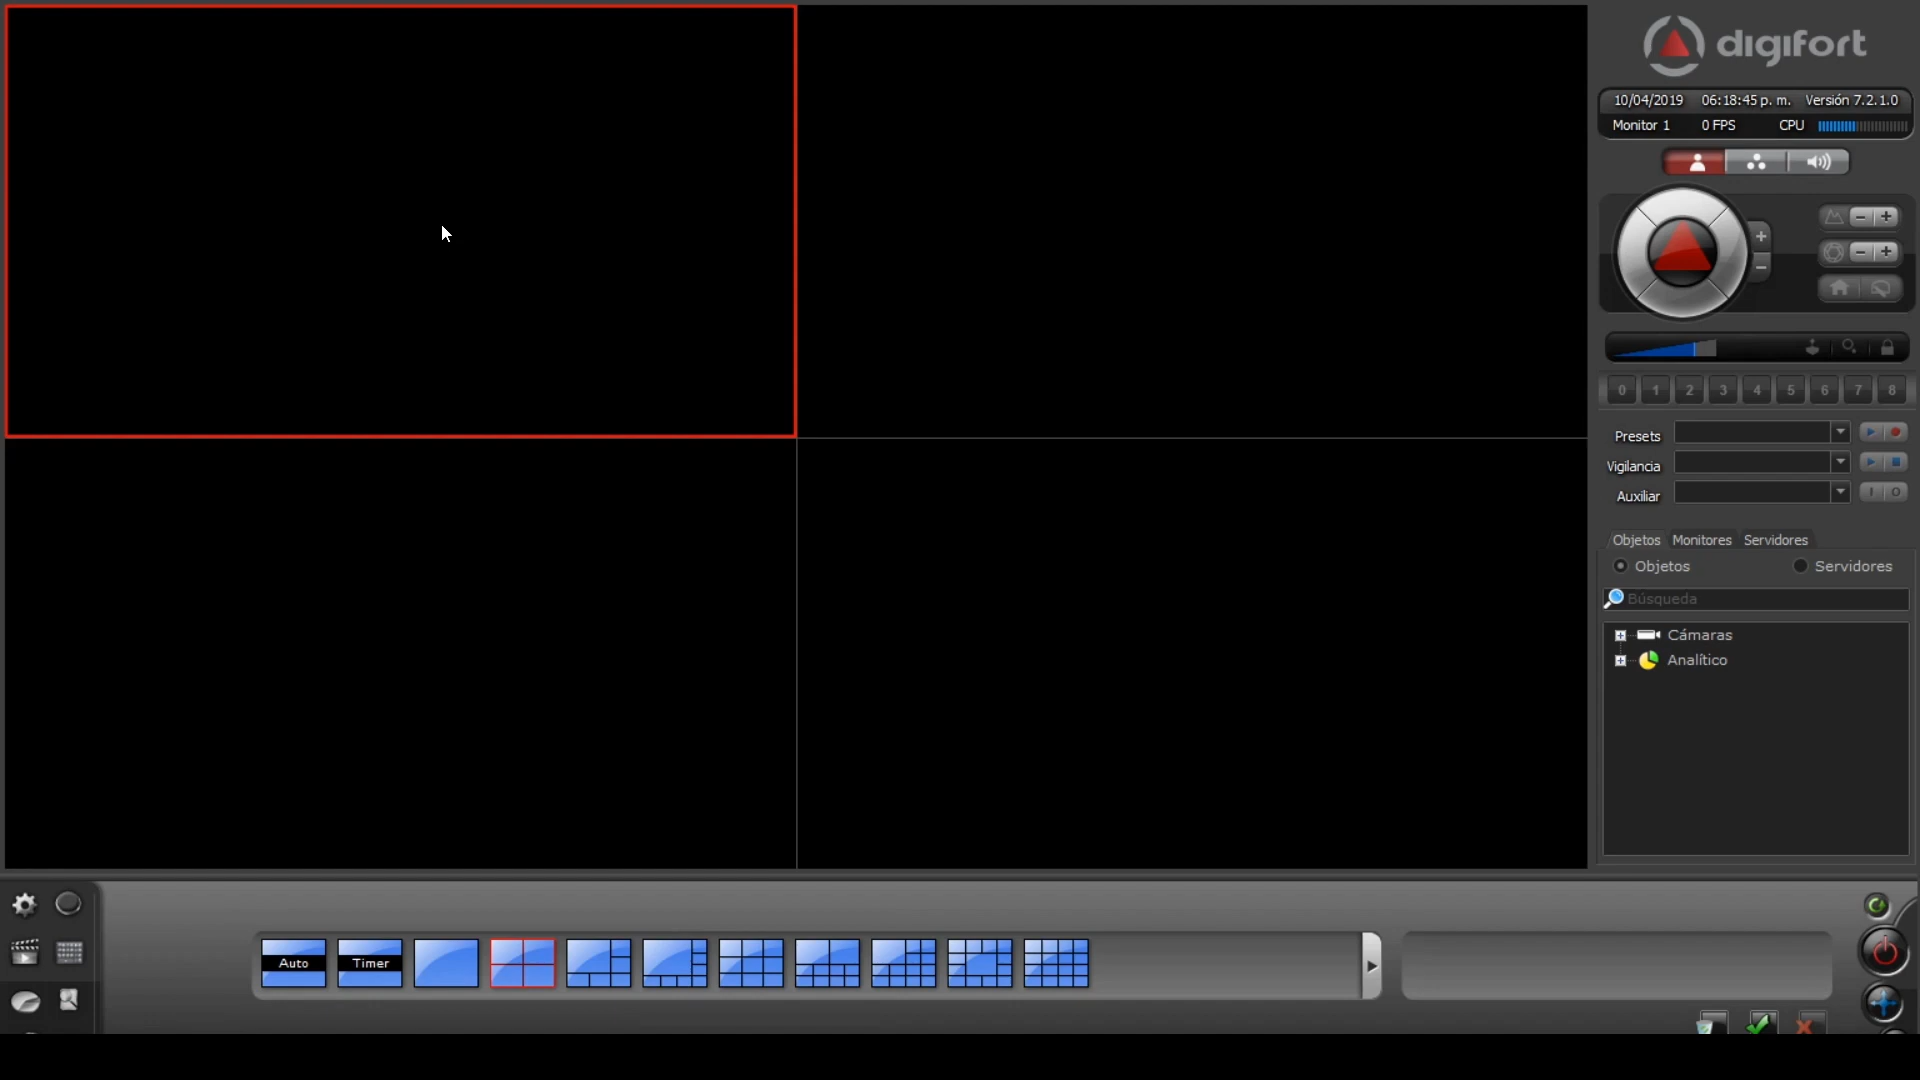 digifort
10/04/2019 06:18:45 p. m. Versión 7.2.1.0
Monitor 1 0 FPS CPU
0 1 2 3 4 5 6 7 8
Presets
Vigilancia
Auxiliar
I O
Objetos Monitores Servidores
Objetos Servidores
Búsqueda
Cámaras
Analítico
Auto Timer